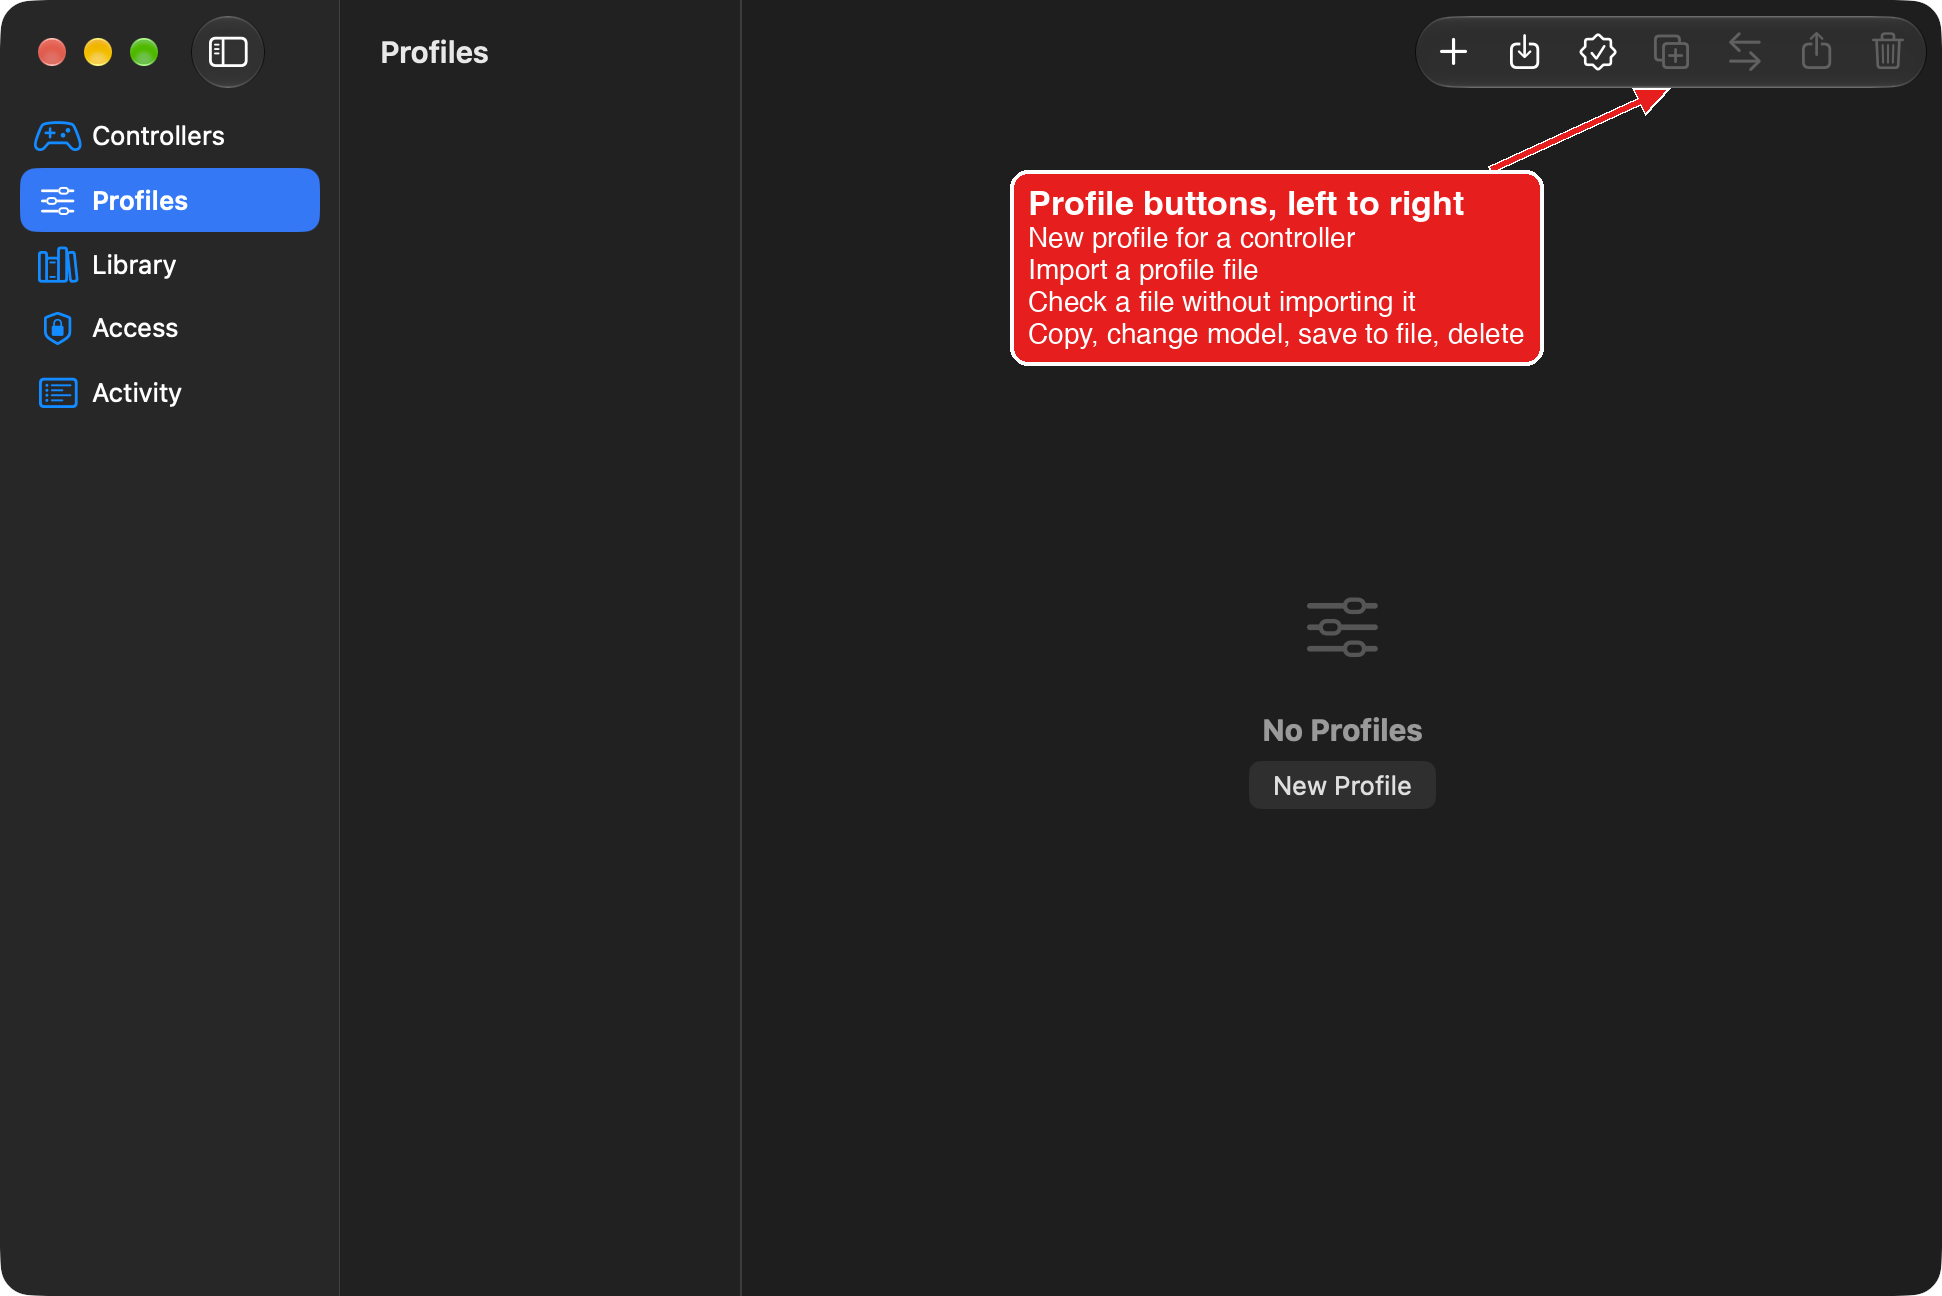 Profiles
Controllers
Profiles
Library
Access
Activity
Profile buttons, left to right
New profile for a controller
Import a profile file
Check a file without importing it
Copy, change model, save to file, delete
No Profiles
New Profile